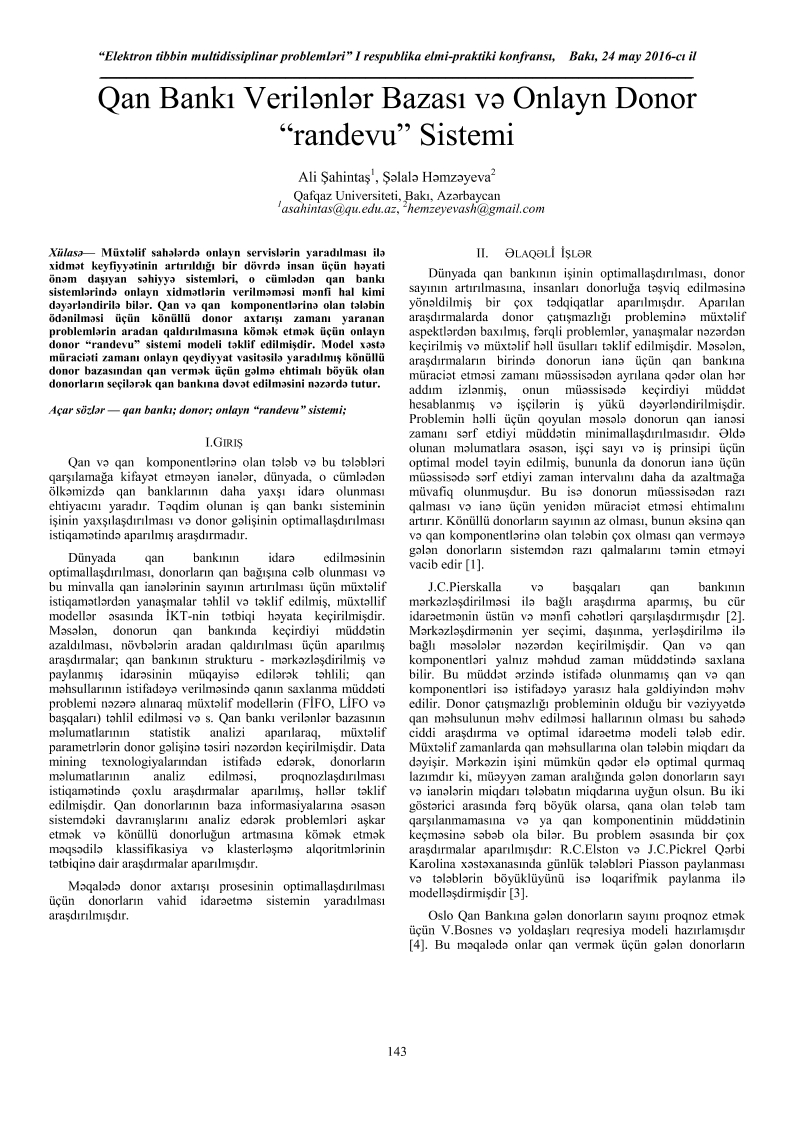 “Elektron tibbin multidissiplinar problemləri” I respublika elmi-praktiki konfransı, Bakı, 24 may 2016-cı il
Qan Bankı Verilənlər Bazası və Onlayn Donor
“randevu” Sistemi
Ali Şahintaş1, Şəlalə Həmzəyeva2
Qafqaz Universiteti, Bakı, Azərbaycan
1asahintas@qu.edu.az, 2hemzeyevash@gmail.com
Xülasə— Müxtəlif sahələrdə onlayn servislərin yaradılması ilə
xidmət keyfiyyətinin artırıldığı bir dövrdə insan üçün həyati
önəm daşıyan səhiyyə sistemləri, o cümlədən qan bankı
sistemlərində onlayn xidmətlərin verilməməsi mənfi hal kimi
dəyərləndirilə bilər. Qan və qan komponentlərinə olan tələbin
ödənilməsi üçün könüllü donor axtarışı zamanı yaranan
problemlərin aradan qaldırılmasına kömək etmək üçün onlayn
donor “randevu” sistemi modeli təklif edilmişdir. Model xəstə
müraciəti zamanı onlayn qeydiyyat vasitəsilə yaradılmış könüllü
donor bazasından qan vermək üçün gəlmə ehtimalı böyük olan
donorların seçilərək qan bankına dəvət edilməsini nəzərdə tutur.
Açar sözlər — qan bankı; donor; onlayn “randevu” sistemi;
I.GIRIŞ
Qan və qan komponentlərinə olan tələb və bu tələbləri
qarşılamağa kifayət etməyən ianələr, dünyada, o cümlədən
ölkəmizdə qan banklarının daha yaxşı idarə olunması
ehtiyacını yaradır. Təqdim olunan iş qan bankı sisteminin
işinin yaxşılaşdırılması və donor gəlişinin optimallaşdırılması
istiqamətində aparılmış araşdırmadır.
Dünyada qan bankının idarə edilməsinin
optimallaşdırılması, donorların qan bağışına cəlb olunması və
bu minvalla qan ianələrinin sayının artırılması üçün müxtəlif
istiqamətlərdən yanaşmalar təhlil və təklif edilmiş, müxtəllif
modellər əsasında İKT-nin tətbiqi həyata keçirilmişdir.
Məsələn, donorun qan bankında keçirdiyi müddətin
azaldılması, növbələrin aradan qaldırılması üçün aparılmış
araşdırmalar; qan bankının strukturu - mərkəzləşdirilmiş və
paylanmış idarəsinin müqayisə edilərək təhlili; qan
məhsullarının istifadəyə verilməsində qanın saxlanma müddəti
problemi nəzərə alınaraq müxtəlif modellərin (FİFO, LİFO və
başqaları) təhlil edilməsi və s. Qan bankı verilənlər bazasının
məlumatlarının statistik analizi aparılaraq, müxtəlif
parametrlərin donor gəlişinə təsiri nəzərdən keçirilmişdir. Data
mining texnologiyalarından istifadə edərək, donorların
məlumatlarının analiz edilməsi, proqnozlaşdırılması
istiqamətində çoxlu araşdırmalar aparılmış, həllər təklif
edilmişdir. Qan donorlarının baza informasiyalarına əsasən
sistemdəki davranışlarını analiz edərək problemləri aşkar
etmək və könüllü donorluğun artmasına kömək etmək
məqsədilə klassifikasiya və klasterləşmə alqoritmlərinin
tətbiqinə dair araşdırmalar aparılmışdır.
Məqalədə donor axtarışı prosesinin optimallaşdırılması
üçün donorların vahid idarəetmə sistemin yaradılması
araşdırılmışdır.
II. ƏLAQƏLİ İŞLƏR
Dünyada qan bankının işinin optimallaşdırılması, donor
sayının artırılmasına, insanları donorluğa təşviq edilməsinə
yönəldilmiş bir çox tədqiqatlar aparılmışdır. Aparılan
araşdırmalarda donor çatışmazlığı probleminə müxtəlif
aspektlərdən baxılmış, fərqli problemlər, yanaşmalar nəzərdən
keçirilmiş və müxtəlif həll üsulları təklif edilmişdir. Məsələn,
araşdırmaların birində donorun ianə üçün qan bankına
müraciət etməsi zamanı müəssisədən ayrılana qədər olan hər
addım izlənmiş, onun müəssisədə keçirdiyi müddət
hesablanmış və işçilərin iş yükü dəyərləndirilmişdir.
Problemin həlli üçün qoyulan məsələ donorun qan ianəsi
zamanı sərf etdiyi müddətin minimallaşdırılmasıdır. Əldə
olunan məlumatlara əsasən, işçi sayı və iş prinsipi üçün
optimal model təyin edilmiş, bununla da donorun ianə üçün
müəssisədə sərf etdiyi zaman intervalını daha da azaltmağa
müvafiq olunmuşdur. Bu isə donorun müəssisədən razı
qalması və ianə üçün yenidən müraciət etməsi ehtimalını
artırır. Könüllü donorların sayının az olması, bunun əksinə qan
və qan komponentlərinə olan tələbin çox olması qan verməyə
gələn donorların sistemdən razı qalmalarını təmin etməyi
vacib edir [1].
J.C.Pierskalla və başqaları qan bankının
mərkəzləşdirilməsi ilə bağlı araşdırma aparmış, bu cür
idarəetmənin üstün və mənfi cəhətləri qarşılaşdırmışdır [2].
Mərkəzləşdirmənin yer seçimi, daşınma, yerləşdirilmə ilə
bağlı məsələlər nəzərdən keçirilmişdir. Qan və qan
komponentləri yalnız məhdud zaman müddətində saxlana
bilir. Bu müddət ərzində istifadə olunmamış qan və qan
komponentləri isə istifadəyə yarasız hala gəldiyindən məhv
edilir. Donor çatışmazlığı probleminin olduğu bir vəziyyətdə
qan məhsulunun məhv edilməsi hallarının olması bu sahədə
ciddi araşdırma və optimal idarəetmə modeli tələb edir.
Müxtəlif zamanlarda qan məhsullarına olan tələbin miqdarı da
dəyişir. Mərkəzin işini mümkün qədər elə optimal qurmaq
lazımdır ki, müəyyən zaman aralığında gələn donorların sayı
və ianələrin miqdarı tələbatın miqdarına uyğun olsun. Bu iki
göstərici arasında fərq böyük olarsa, qana olan tələb tam
qarşılanmamasına və ya qan komponentinin müddətinin
keçməsinə səbəb ola bilər. Bu problem əsasında bir çox
araşdırmalar aparılmışdır: R.C.Elston və J.C.Pickrel Qərbi
Karolina xəstəxanasında günlük tələbləri Piasson paylanması
və tələblərin böyüklüyünü isə loqarifmik paylanma ilə
modelləşdirmişdir [3].
Oslo Qan Bankına gələn donorların sayını proqnoz etmək
üçün V.Bosnes və yoldaşları reqresiya modeli hazırlamışdır
[4]. Bu məqalədə onlar qan vermək üçün gələn donorların
143